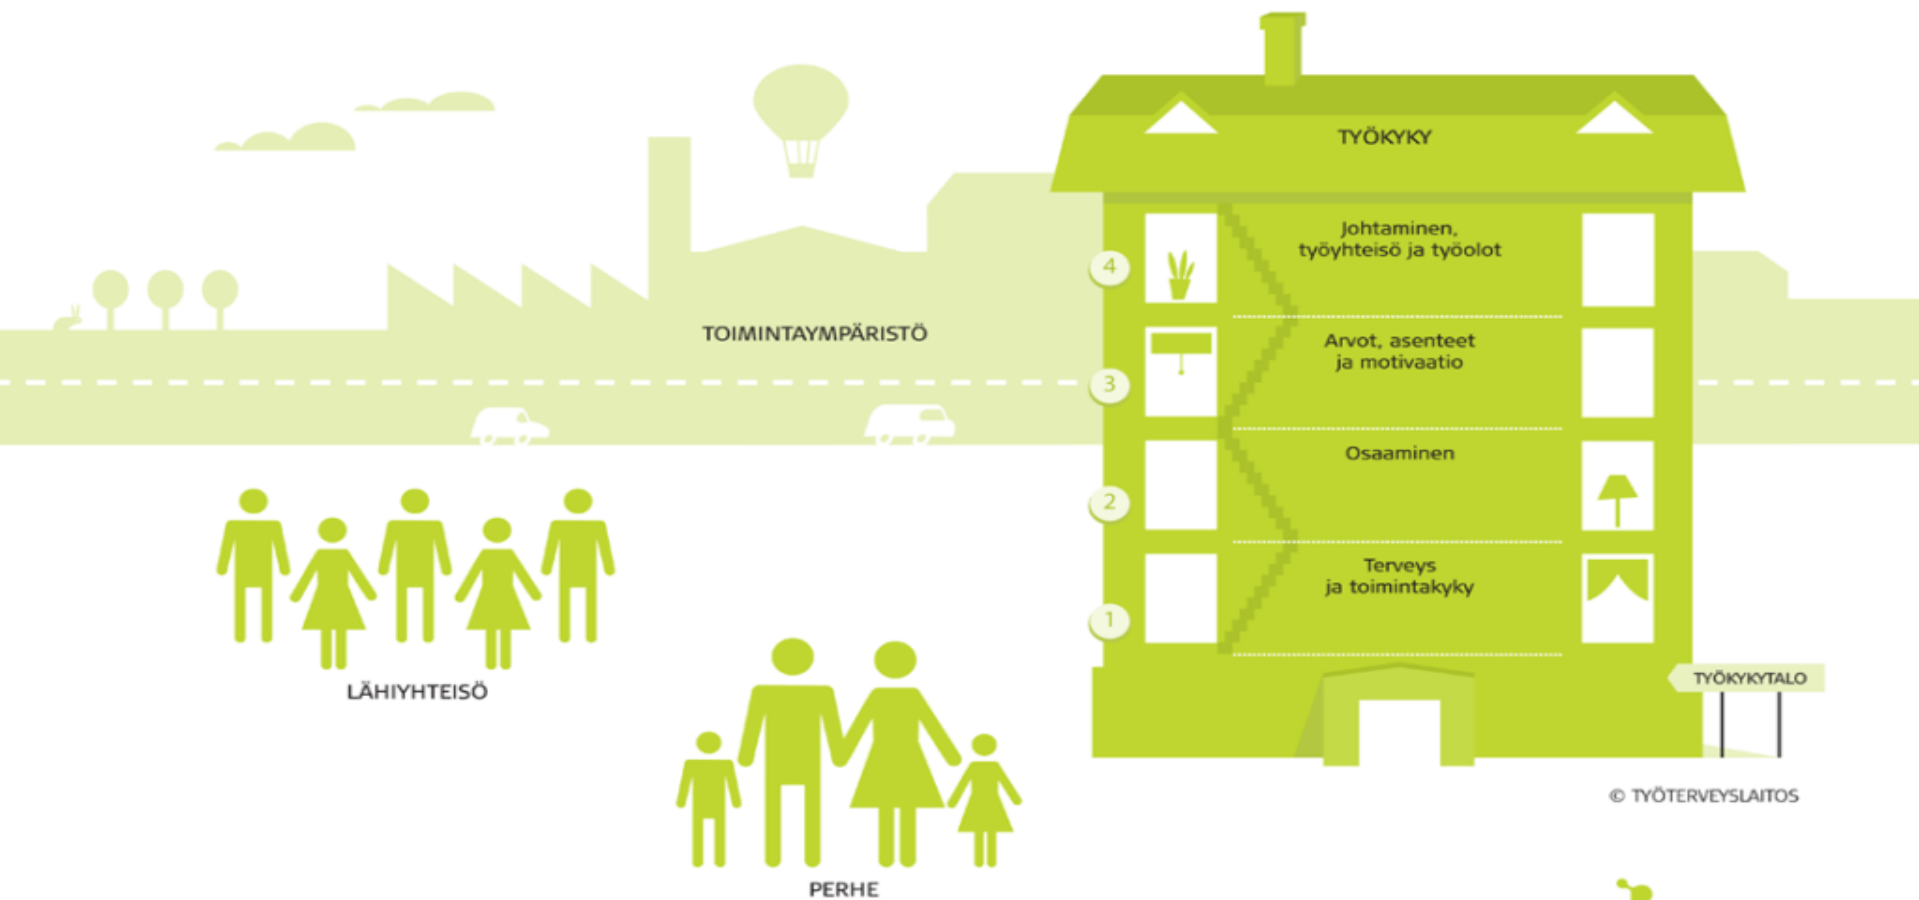 TYÖKYKY
4
Johtaminen,
työyhteisö ja työolot
TOIMINTAYMPÄRISTÖ
3
Arvot, asenteet
ja motivaatio
2
Osaaminen
1
Terveys
ja toimintakyky
LÄHIYHTEISÖ
TYÖKYKYTALO
© TYÖTERVEYSLAITOS
PERHE